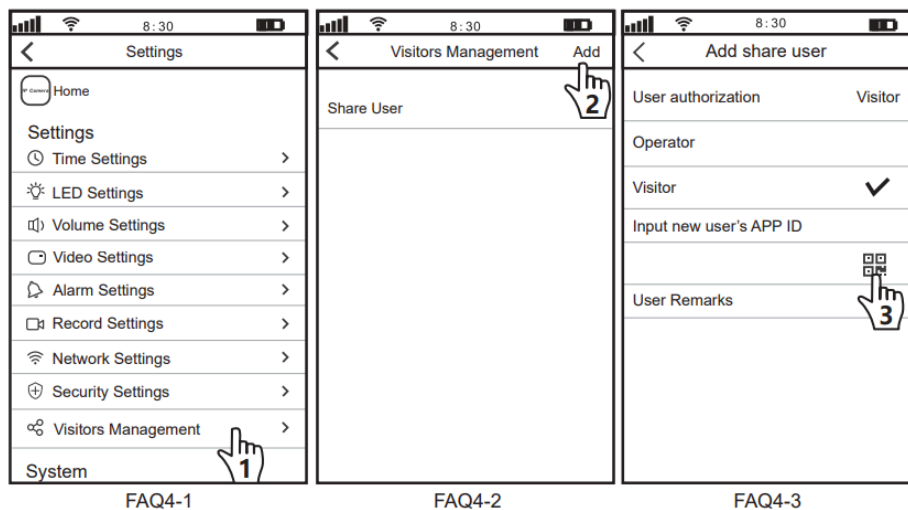 8:30
Settings
IP Camera Home
Settings
Time Settings
LED Settings
Volume Settings
Video Settings
Alarm Settings
Record Settings
Network Settings
Security Settings
Visitors Management
1
System
FAQ4-1
8:30
Visitors Management Add
2
Share User
FAQ4-2
8:30
Add share user
User authorization Visitor
Operator
Visitor
Input new user's APP ID
User Remarks
3
FAQ4-3